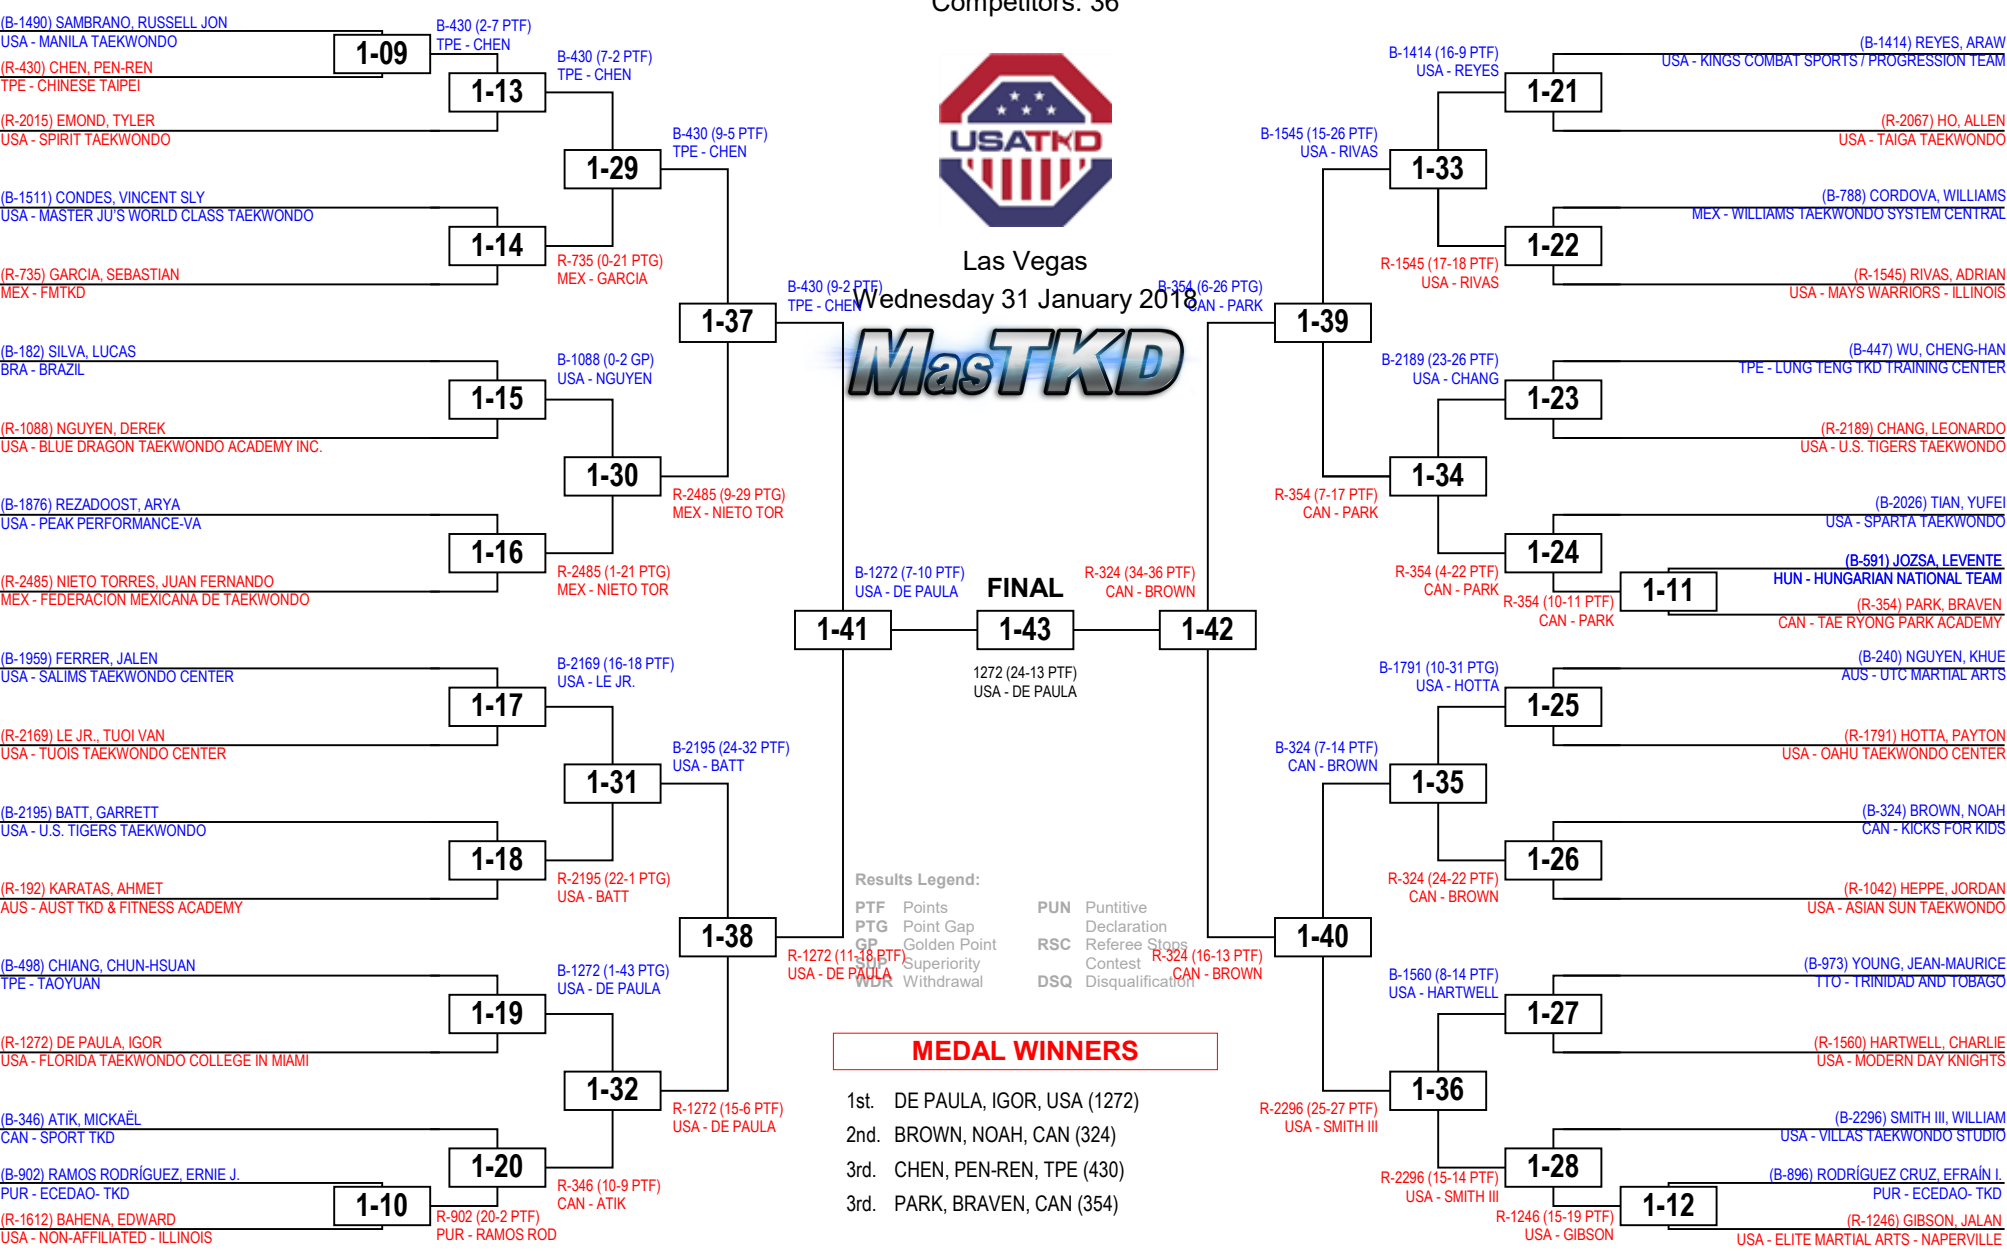 Competitors: 36
(B-1490) SAMBRANO, RUSSELL JON
USA - MANILA TAEKWONDO
(R-430) CHEN, PEN-REN
TPE - CHINESE TAIPEI
1-09
B-430 (2-7 PTF)
TPE - CHEN
(R-2015) EMOND, TYLER
USA - SPIRIT TAEKWONDO
1-13
B-430 (7-2 PTF)
TPE - CHEN
(B-1511) CONDES, VINCENT SLY
USA - MASTER JU'S WORLD CLASS TAEKWONDO
(R-735) GARCIA, SEBASTIAN
MEX - FMTKD
1-14
R-735 (0-21 PTG)
MEX - GARCIA
1-29
B-430 (9-5 PTF)
TPE - CHEN
(B-182) SILVA, LUCAS
BRA - BRAZIL
(R-1088) NGUYEN, DEREK
USA - BLUE DRAGON TAEKWONDO ACADEMY INC.
1-15
B-1088 (0-2 GP)
USA - NGUYEN
(B-1876) REZADOOST, ARYA
USA - PEAK PERFORMANCE-VA
(R-2485) NIETO TORRES, JUAN FERNANDO
MEX - FEDERACION MEXICANA DE TAEKWONDO
1-16
R-2485 (1-21 PTG)
MEX - NIETO TOR
1-30
R-2485 (9-29 PTG)
MEX - NIETO TOR
1-37
B-430 (9-2 PTF)
TPE - CHEN
(B-1959) FERRER, JALEN
USA - SALIMS TAEKWONDO CENTER
(R-2169) LE JR., TUOI VAN
USA - TUOIS TAEKWONDO CENTER
1-17
B-2169 (16-18 PTF)
USA - LE JR.
(B-2195) BATT, GARRETT
USA - U.S. TIGERS TAEKWONDO
(R-192) KARATAS, AHMET
AUS - AUST TKD & FITNESS ACADEMY
1-18
R-2195 (22-1 PTG)
USA - BATT
1-31
B-2195 (24-32 PTF)
USA - BATT
(B-498) CHIANG, CHUN-HSUAN
TPE - TAOYUAN
(R-1272) DE PAULA, IGOR
USA - FLORIDA TAEKWONDO COLLEGE IN MIAMI
1-19
B-1272 (1-43 PTG)
USA - DE PAULA
(B-346) ATIK, MICKAËL
CAN - SPORT TKD
(B-902) RAMOS RODRÍGUEZ, ERNIE J.
PUR - ECEDAO- TKD
(R-1612) BAHENA, EDWARD
USA - NON-AFFILIATED - ILLINOIS
1-10
R-902 (20-2 PTF)
PUR - RAMOS ROD
1-20
R-346 (10-9 PTF)
CAN - ATIK
1-32
R-1272 (15-6 PTF)
USA - DE PAULA
1-38
R-1272 (11-18 PTF)
USA - DE PAULA
1-41
B-1272 (7-10 PTF)
USA - DE PAULA
USATKD
Las Vegas
Wednesday 31 January 2018
MasTKD
FINAL
1-43
1272 (24-13 PTF)
USA - DE PAULA
R-324 (34-36 PTF)
CAN - BROWN
1-42
B-354 (6-26 PTG)
CAN - PARK
1-39
R-324 (16-13 PTF)
CAN - BROWN
1-40
Results Legend:
PTF Points
PTG Point Gap
GP Golden Point
SUP Superiority
WDR Withdrawal
PUN Puntitive
Declaration
RSC Referee Stops
Contest
DSQ Disqualification
MEDAL WINNERS
1st. DE PAULA, IGOR, USA (1272)
2nd. BROWN, NOAH, CAN (324)
3rd. CHEN, PEN-REN, TPE (430)
3rd. PARK, BRAVEN, CAN (354)
(B-1414) REYES, ARAW
USA - KINGS COMBAT SPORTS / PROGRESSION TEAM
(R-2067) HO, ALLEN
USA - TAIGA TAEKWONDO
1-21
B-1414 (16-9 PTF)
USA - REYES
(B-788) CORDOVA, WILLIAMS
MEX - WILLIAMS TAEKWONDO SYSTEM CENTRAL
(R-1545) RIVAS, ADRIAN
USA - MAYS WARRIORS - ILLINOIS
1-22
R-1545 (17-18 PTF)
USA - RIVAS
1-33
B-1545 (15-26 PTF)
USA - RIVAS
(B-447) WU, CHENG-HAN
TPE - LUNG TENG TKD TRAINING CENTER
(R-2189) CHANG, LEONARDO
USA - U.S. TIGERS TAEKWONDO
1-23
B-2189 (23-26 PTF)
USA - CHANG
(B-2026) TIAN, YUFEI
USA - SPARTA TAEKWONDO
(B-591) JOZSA, LEVENTE
HUN - HUNGARIAN NATIONAL TEAM
(R-354) PARK, BRAVEN
CAN - TAE RYONG PARK ACADEMY
1-11
R-354 (10-11 PTF)
CAN - PARK
1-24
R-354 (4-22 PTF)
CAN - PARK
1-34
R-354 (7-17 PTF)
CAN - PARK
(B-240) NGUYEN, KHUE
AUS - UTC MARTIAL ARTS
(R-1791) HOTTA, PAYTON
USA - OAHU TAEKWONDO CENTER
1-25
B-1791 (10-31 PTG)
USA - HOTTA
(B-324) BROWN, NOAH
CAN - KICKS FOR KIDS
(R-1042) HEPPE, JORDAN
USA - ASIAN SUN TAEKWONDO
1-26
R-324 (24-22 PTF)
CAN - BROWN
1-35
B-324 (7-14 PTF)
CAN - BROWN
(B-973) YOUNG, JEAN-MAURICE
TTO - TRINIDAD AND TOBAGO
(R-1560) HARTWELL, CHARLIE
USA - MODERN DAY KNIGHTS
1-27
B-1560 (8-14 PTF)
USA - HARTWELL
(B-2296) SMITH III, WILLIAM
USA - VILLAS TAEKWONDO STUDIO
(B-896) RODRÍGUEZ CRUZ, EFRAÍN I.
PUR - ECEDAO- TKD
(R-1246) GIBSON, JALAN
USA - ELITE MARTIAL ARTS - NAPERVILLE
1-12
R-1246 (15-19 PTF)
USA - GIBSON
1-28
R-2296 (15-14 PTF)
USA - SMITH III
1-36
R-2296 (25-27 PTF)
USA - SMITH III